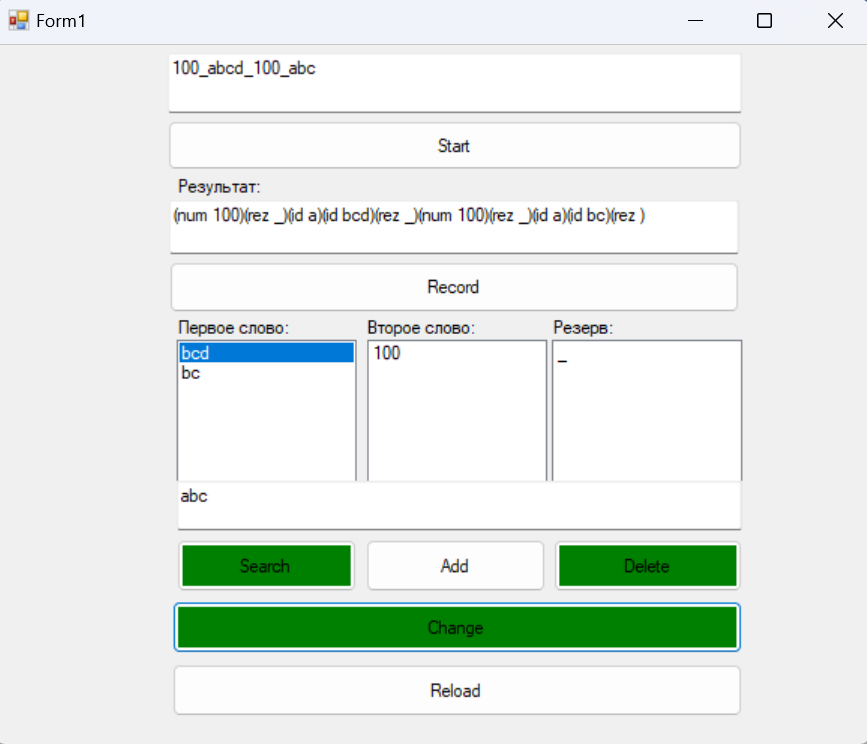 Form1
100_abcd_100_abc
Start
Результат:
(num 100)(rez _)(id a)(id bcd)(rez _)(num 100)(rez _)(id a)(id bc)(rez )
Record
Первое слово: Второе слово: Резерв:
bcd 100 _
bc
abc
Search Add Delete
Change
Reload